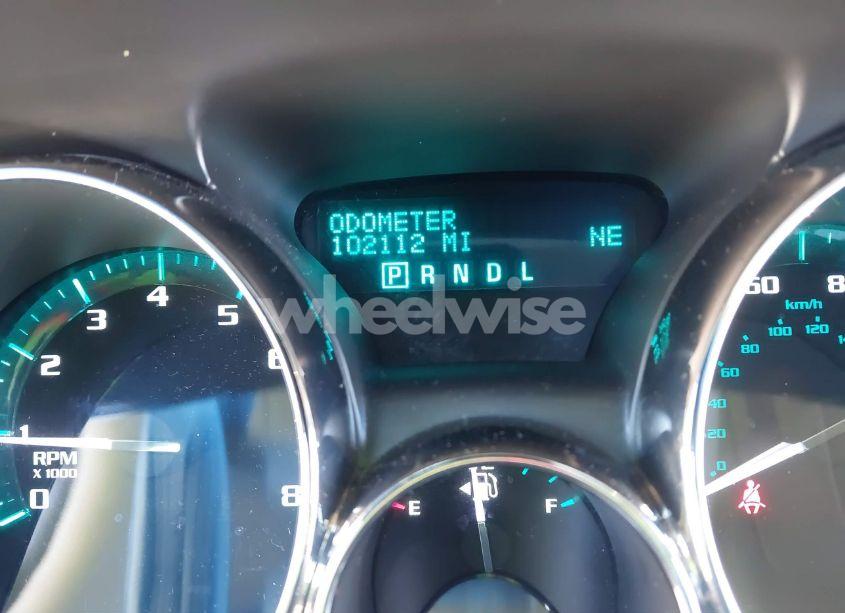 ODOMETER
102112 MI NE
P R N D L
wheelwise
0 1 2 3 4 5 6 8
RPM
X 1000
E F
60 8
km/h
0 20 40 60 80 100 120